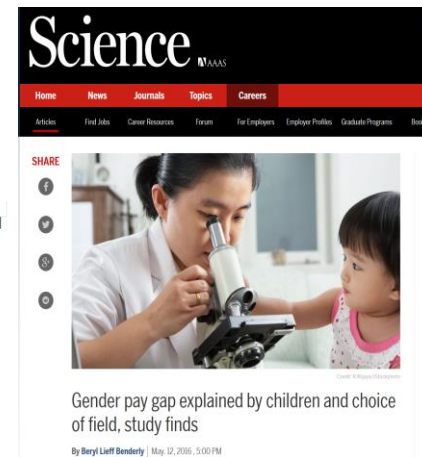 Science
AAAS
Home News Journals Topics Careers
Articles Find Jobs Career Resources Forum For Employers Employer Profiles Graduate Programs
SHARE
Gender pay gap explained by children and choice
of field, study finds
By Beryl Lieff Benderly | May. 12, 2016 , 5:00 PM